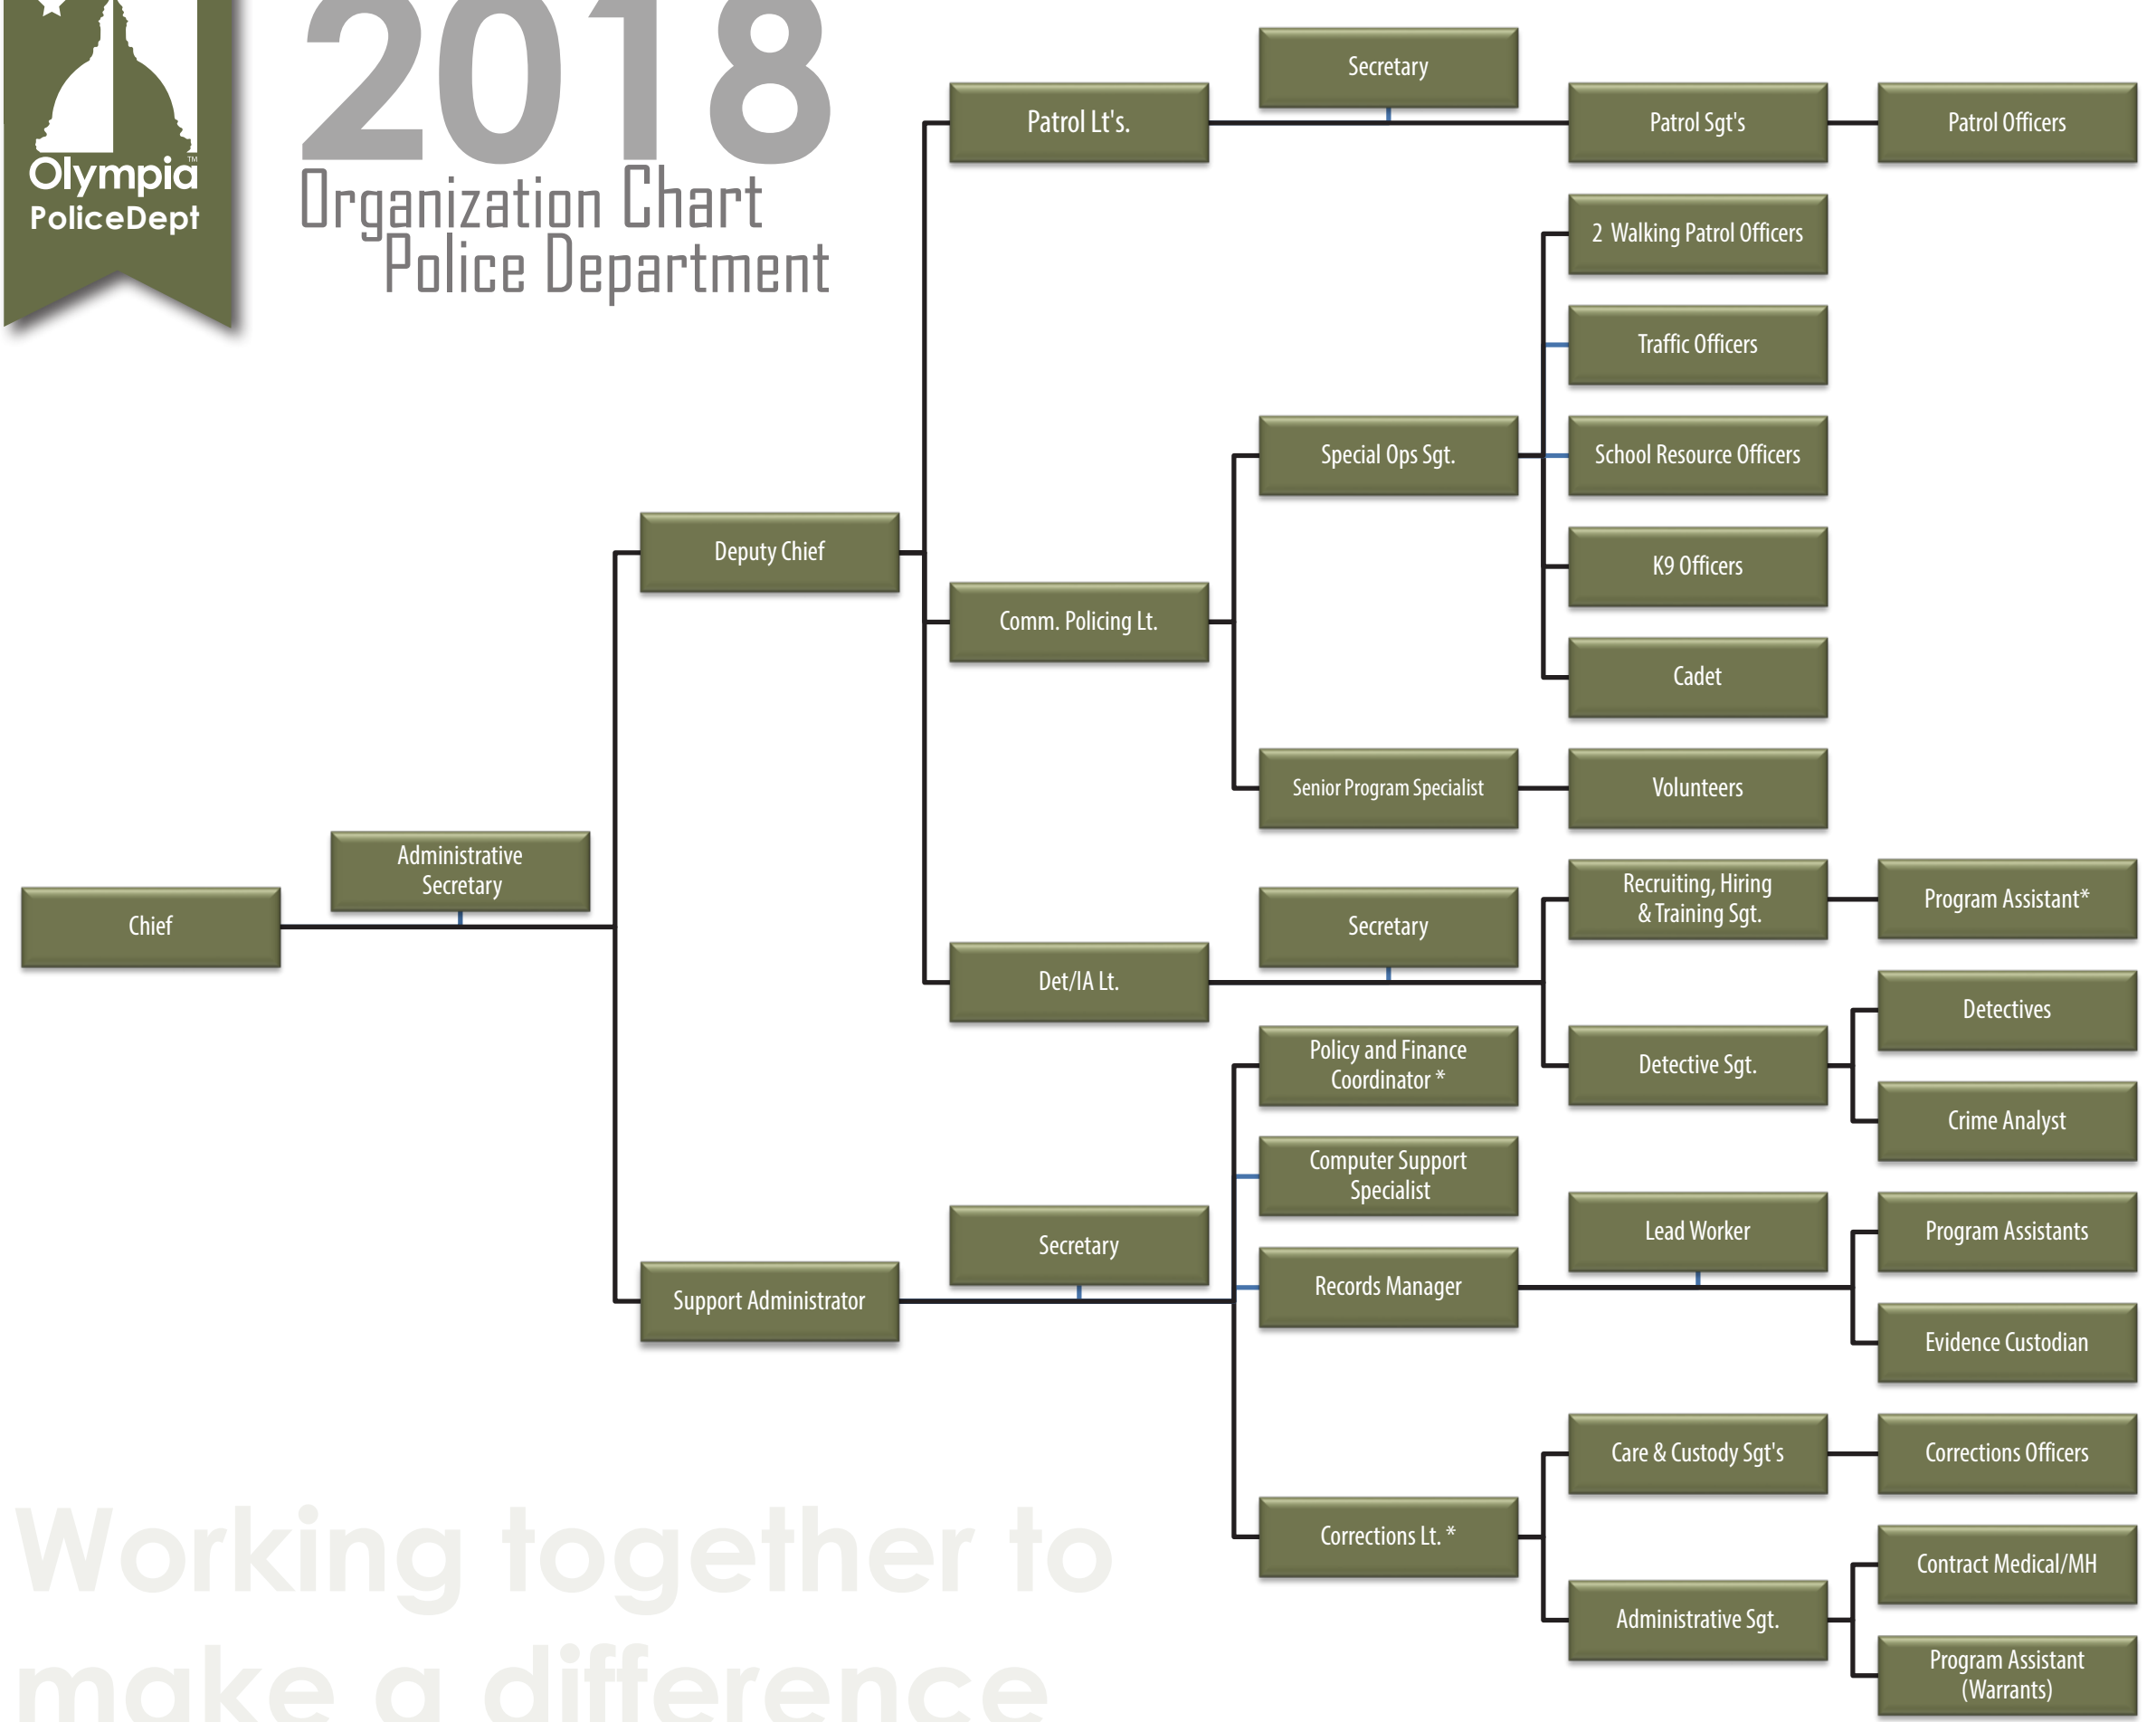 Olympia™
PoliceDept
2018
Organization Chart
Police Department
Chief
Administrative
Secretary
Deputy Chief
Patrol Lt's.
Secretary
Patrol Sgt's
Patrol Officers
Comm. Policing Lt.
Special Ops Sgt.
2 Walking Patrol Officers
Traffic Officers
School Resource Officers
K9 Officers
Cadet
Senior Program Specialist
Volunteers
Det/IA Lt.
Secretary
Recruiting, Hiring
& Training Sgt.
Program Assistant*
Detective Sgt.
Detectives
Crime Analyst
Support Administrator
Secretary
Policy and Finance
Coordinator *
Computer Support
Specialist
Records Manager
Lead Worker
Program Assistants
Evidence Custodian
Corrections Lt. *
Care & Custody Sgt's
Corrections Officers
Administrative Sgt.
Contract Medical/MH
Program Assistant
(Warrants)
Working together to
make a difference